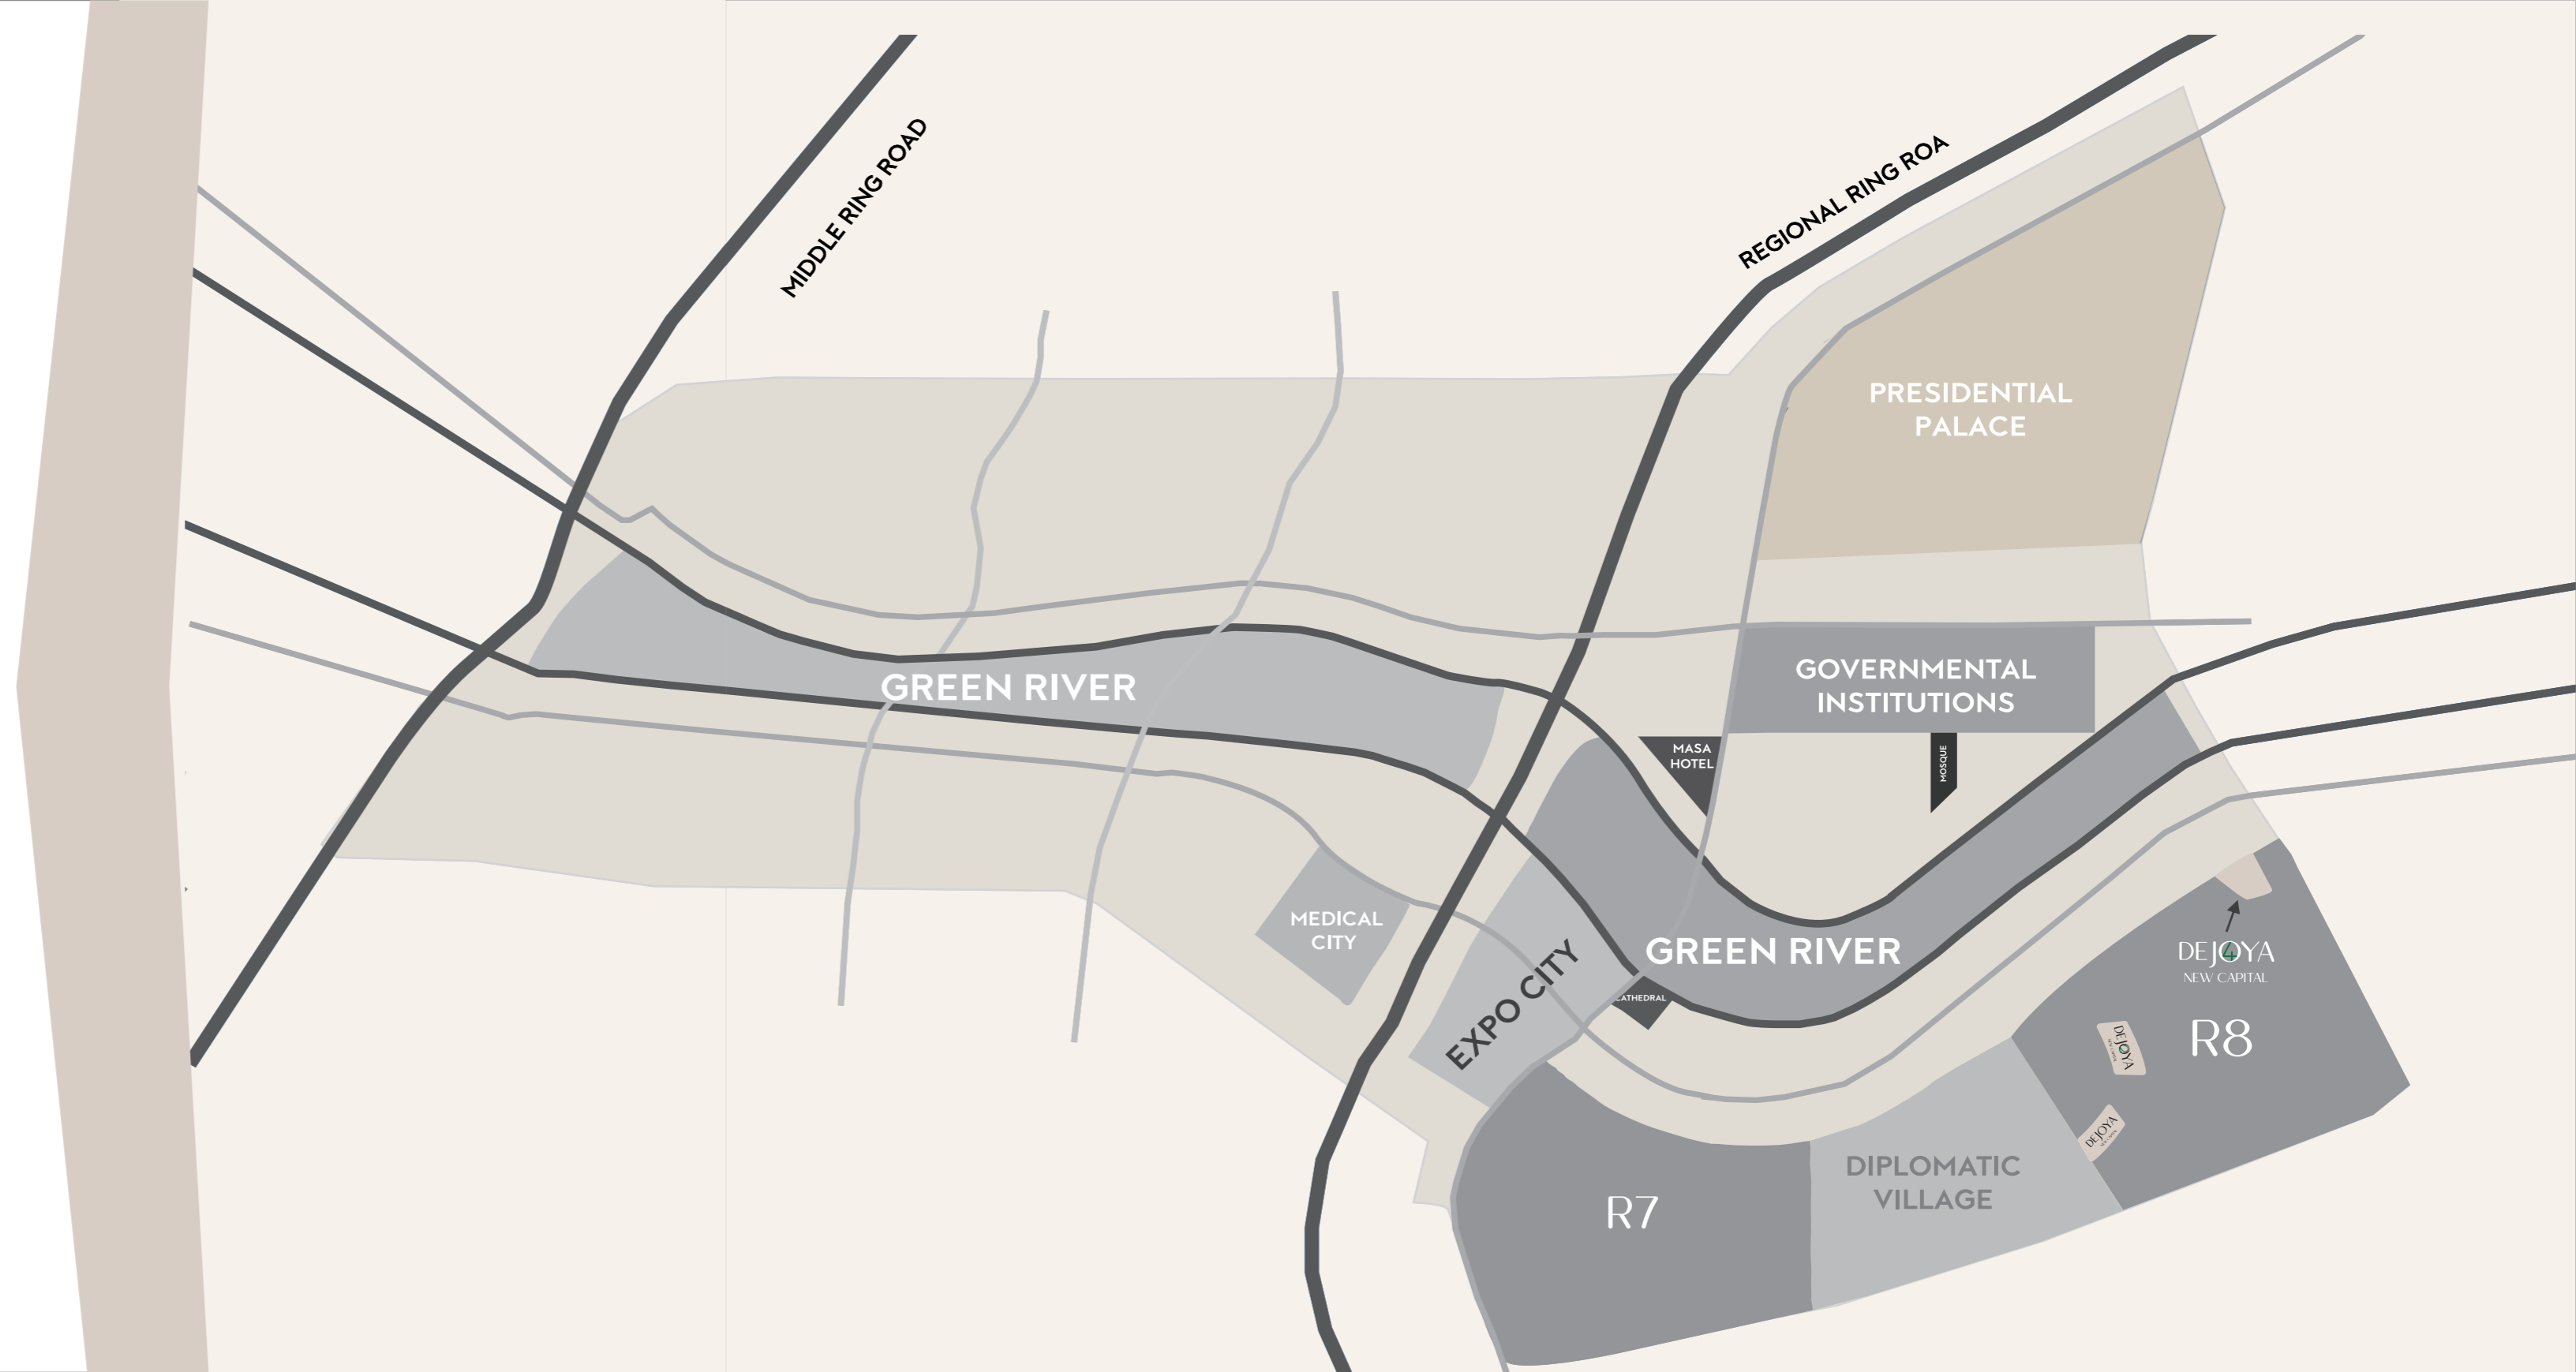 MIDDLE RING ROAD
REGIONAL RING ROA
PRESIDENTIAL
PALACE
GREEN RIVER
GOVERNMENTAL
INSTITUTIONS
MASA
HOTEL
MOSQUE
MEDICAL
CITY
EXPO CITY
GREEN RIVER
CATHEDRAL
DEJOYA
4
NEW CAPITAL
R8
DEJOYA
DEJOYA
R7
DIPLOMATIC
VILLAGE